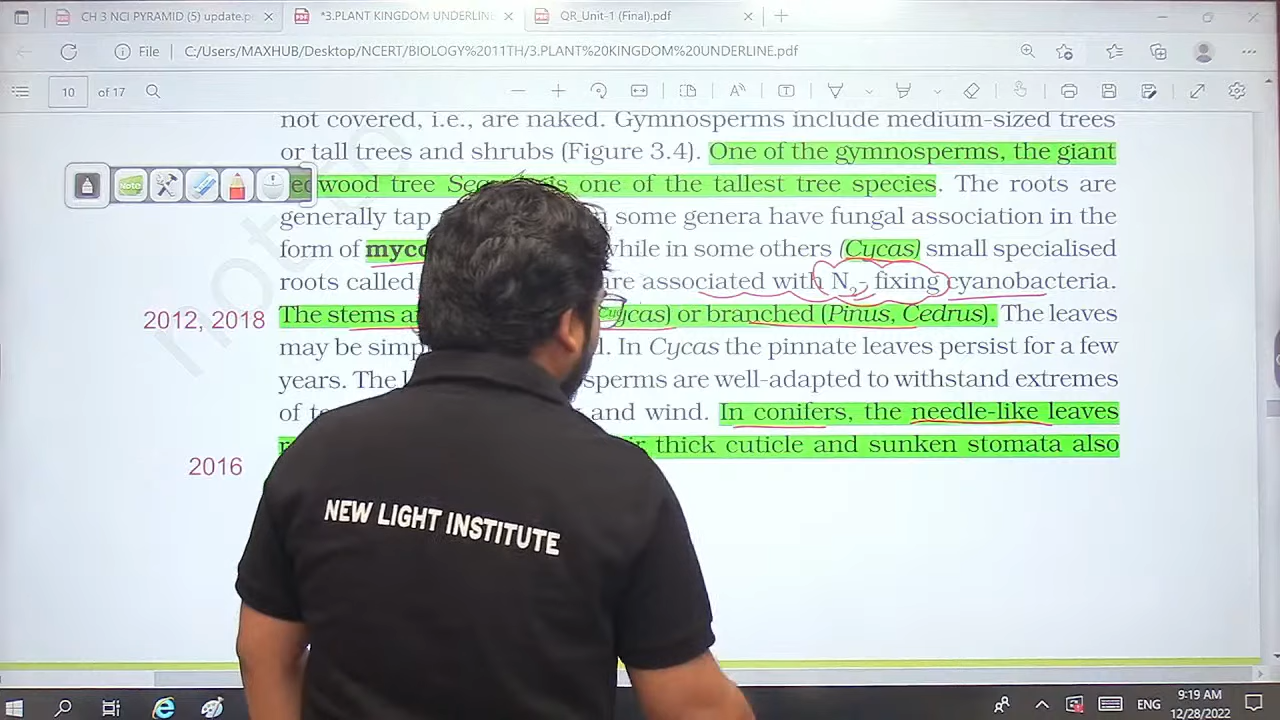 CH 3 NCI PYRAMID (5) update.p
*3.PLANT KINGDOM UNDERLINE
QR_Unit-1 (Final).pdf
File
C:/Users/MAXHUB/Desktop/NCERT/BIOLOGY%2011TH/3.PLANT%20KINGDOM%20UNDERLINE.pdf
10 of 17
not covered, i.e., are naked. Gymnosperms include medium-sized trees
or tall trees and shrubs (Figure 3.4). One of the gymnosperms, the giant
edwood tree Seq is one of the tallest tree species. The roots are
generally tap some genera have fungal association in the
form of myco while in some others (Cycas) small specialised
roots called are associated with N2- fixing cyanobacteria.
2012, 2018 The stems a ycas) or branched (Pinus, Cedrus). The leaves
may be simp . In Cycas the pinnate leaves persist for a few
years. The sperms are well-adapted to withstand extremes
of te and wind. In conifers, the needle-like leaves
thick cuticle and sunken stomata also
2016
Note
NEW LIGHT INSTITUTE
ENG
9:19 AM
12/28/2022